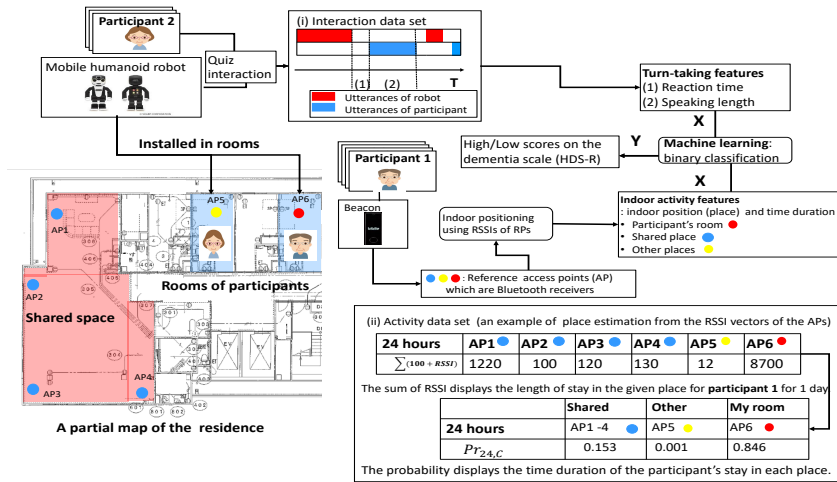 Participant 2
Mobile humanoid robot
Quiz
interaction
(i) Interaction data set
(1) (2) T
Utterances of robot
Utterances of participant
Turn-taking features
(1) Reaction time
(2) Speaking length
X
Y
Machine learning:
binary classification
X
High/Low scores on the
dementia scale (HDS-R)
Installed in rooms
Participant 1
Beacon
Indoor positioning
using RSSIs of RPs
Indoor activity features
: indoor position (place) and time duration
• Participant's room
• Shared place
• Other places
: Reference access points (AP)
which are Bluetooth receivers
AP1
AP5
AP6
AP2
Rooms of participants
Shared space
AP3
AP4
EV
EV
A partial map of the residence
(ii) Activity data set (an example of place estimation from the RSSI vectors of the APs)
24 hours AP1 AP2 AP3 AP4 AP5 AP6
∑(100 + RSSI) 1220 100 120 130 12 8700
The sum of RSSI displays the length of stay in the given place for participant 1 for 1 day
Shared Other My room
24 hours AP1 -4 AP5 AP6
Pr24,C 0.153 0.001 0.846
The probability displays the time duration of the participant's stay in each place.